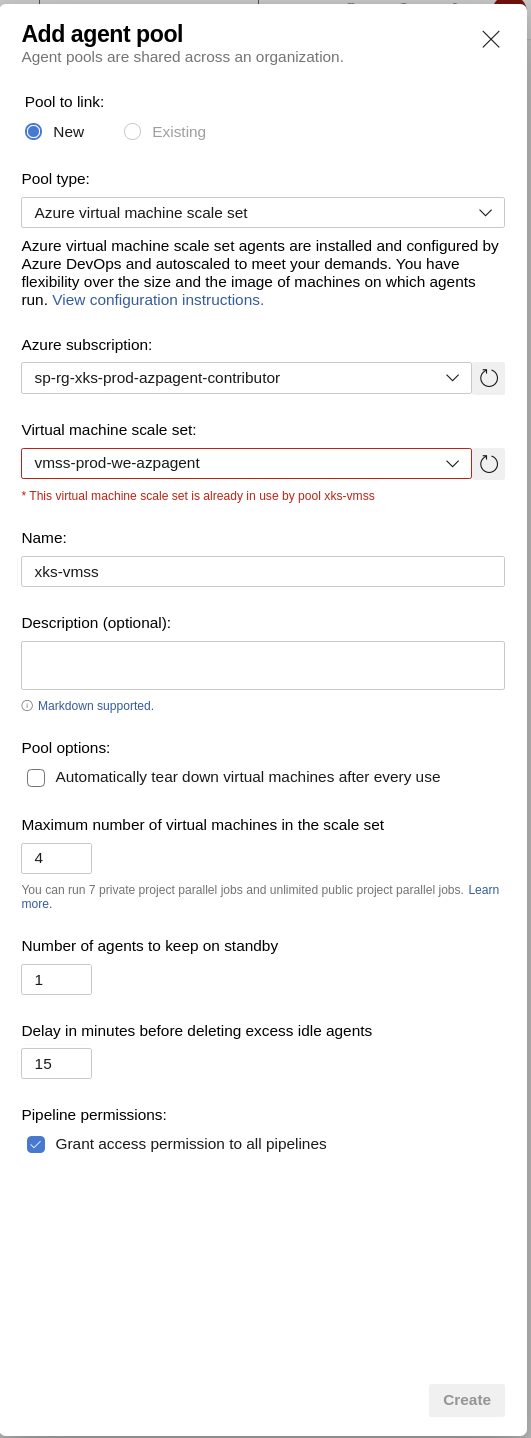 Add agent pool
Agent pools are shared across an organization.
Pool to link:
New
Existing
Pool type:
Azure virtual machine scale set
Azure virtual machine scale set agents are installed and configured by
Azure DevOps and autoscaled to meet your demands. You have
flexibility over the size and the image of machines on which agents
run. View configuration instructions.
Azure subscription:
sp-rg-xks-prod-azpagent-contributor
Virtual machine scale set:
vmss-prod-we-azpagent
* This virtual machine scale set is already in use by pool xks-vmss
Name:
xks-vmss
Description (optional):
Markdown supported.
Pool options:
Automatically tear down virtual machines after every use
Maximum number of virtual machines in the scale set
4
You can run 7 private project parallel jobs and unlimited public project parallel jobs. Learn
more.
Number of agents to keep on standby
1
Delay in minutes before deleting excess idle agents
15
Pipeline permissions:
Grant access permission to all pipelines
Create